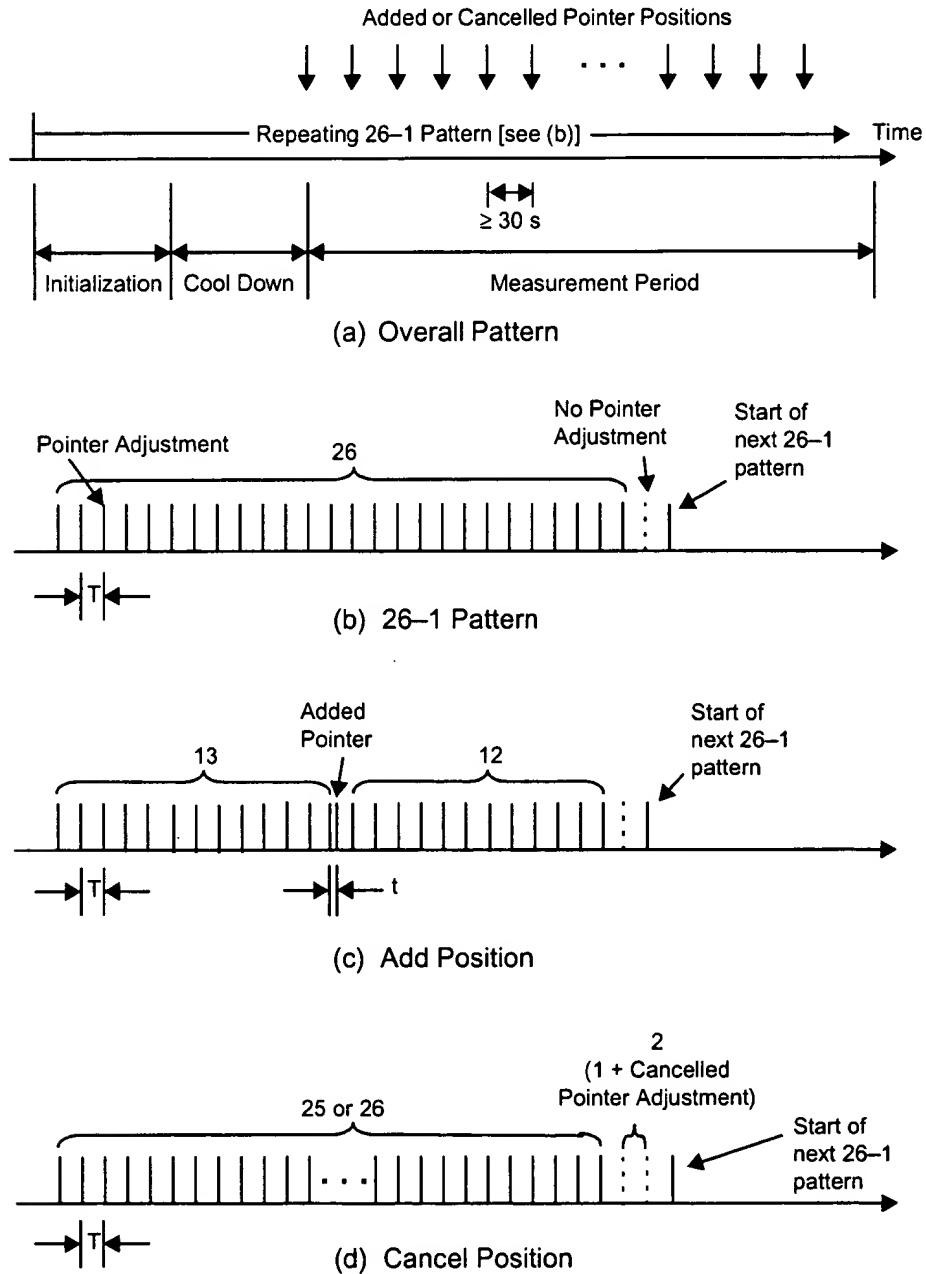 Added or Cancelled Pointer Positions
. . .
Repeating 26–1 Pattern [see (b)]
Time
≥ 30 s
Initialization
Cool Down
Measurement Period
(a) Overall Pattern
Pointer Adjustment
26
No Pointer
Adjustment
Start of
next 26–1
pattern
T
(b) 26–1 Pattern
13
Added
Pointer
12
Start of
next 26–1
pattern
T
t
(c) Add Position
25 or 26
2
(1 + Cancelled
Pointer Adjustment)
Start of
next 26–1
pattern
. . .
T
(d) Cancel Position